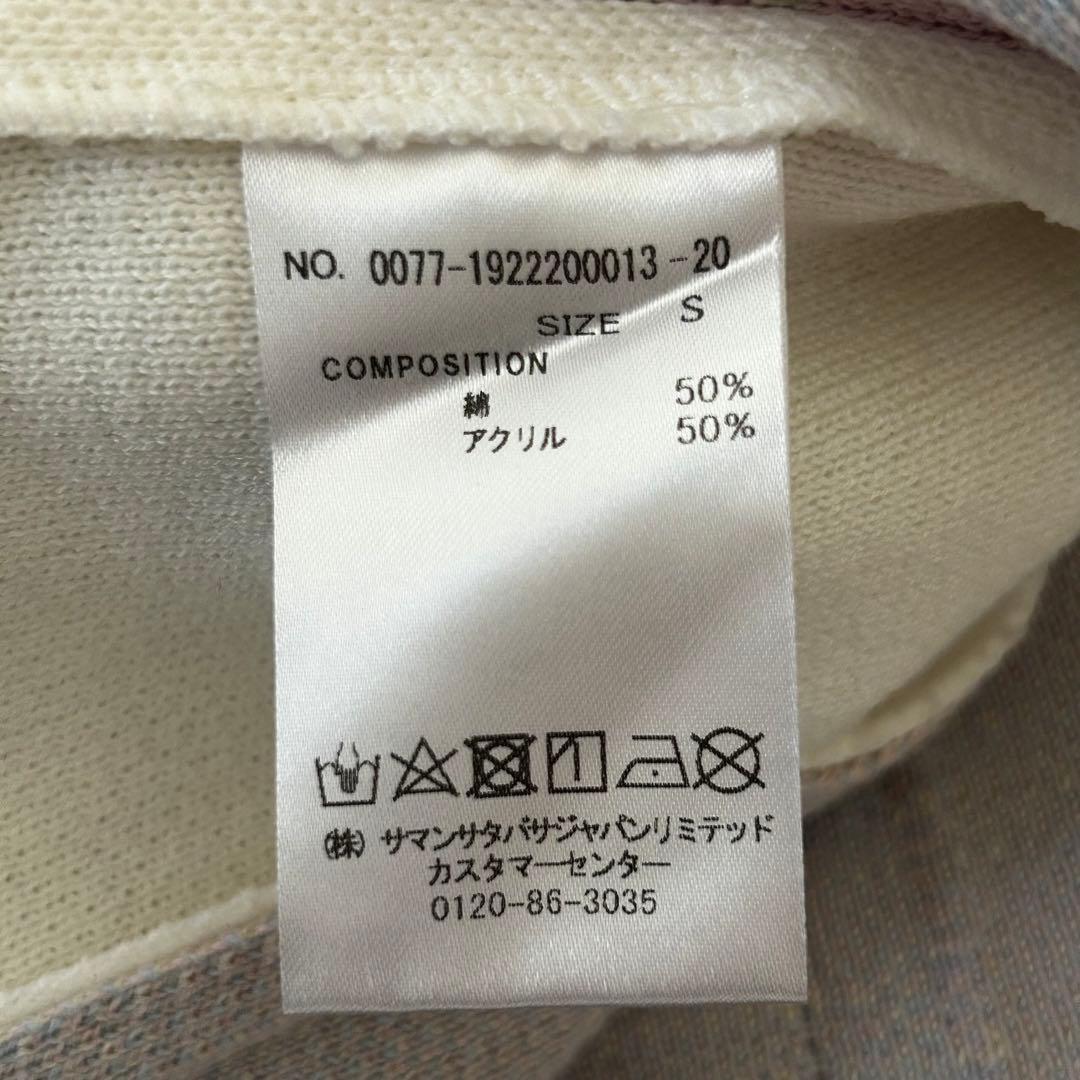 NO. 0077-1922200013-20
SIZE S
COMPOSITION
綿 50%
アクリル 50%
㈱ サマンサタバサジャパンリミテッド
カスタマーセンター
0120-86-3035